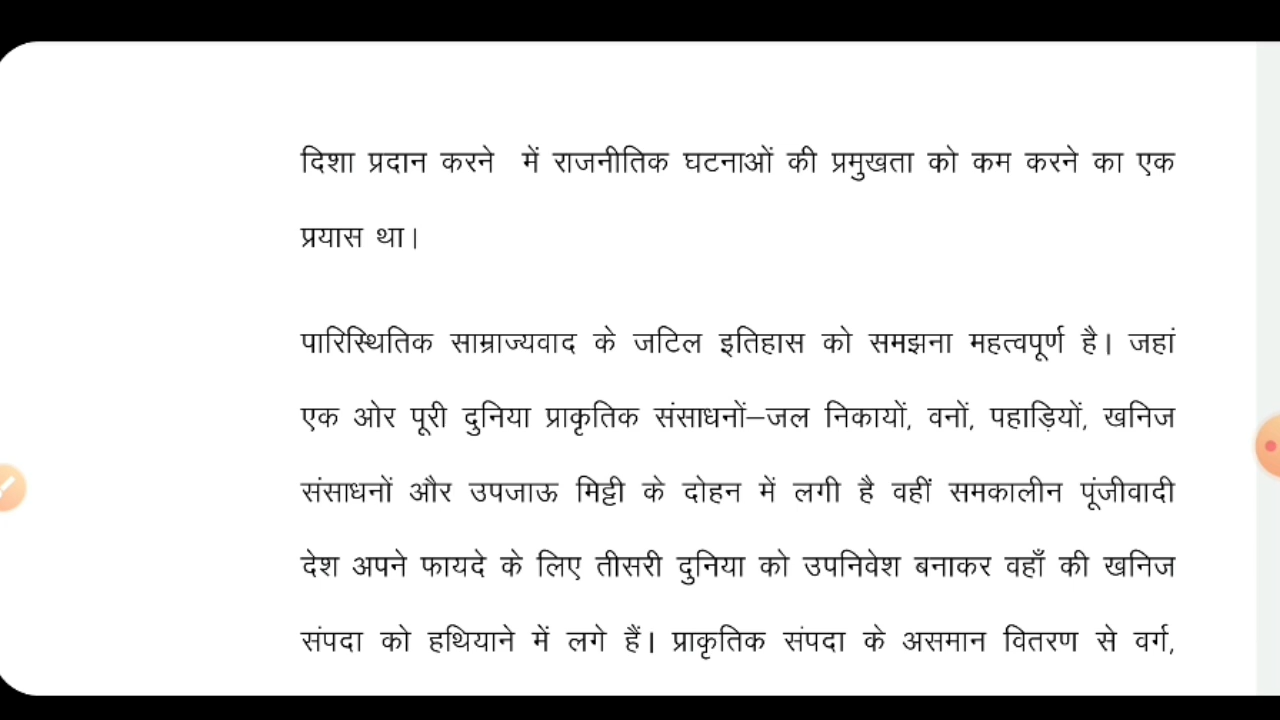 दिशा प्रदान करने में राजनीतिक घटनाओं की प्रमुखता को कम करने का एक
प्रयास था।
पारिस्थितिक साम्राज्यवाद के जटिल इतिहास को समझना महत्वपूर्ण है। जहां
एक ओर पूरी दुनिया प्राकृतिक संसाधनों–जल निकायों, वनों, पहाड़ियों, खनिज
संसाधनों और उपजाऊ मिट्टी के दोहन में लगी है वहीं समकालीन पूंजीवादी
देश अपने फायदे के लिए तीसरी दुनिया को उपनिवेश बनाकर वहाँ की खनिज
संपदा को हथियाने में लगे हैं। प्राकृतिक संपदा के असमान वितरण से वर्ग,